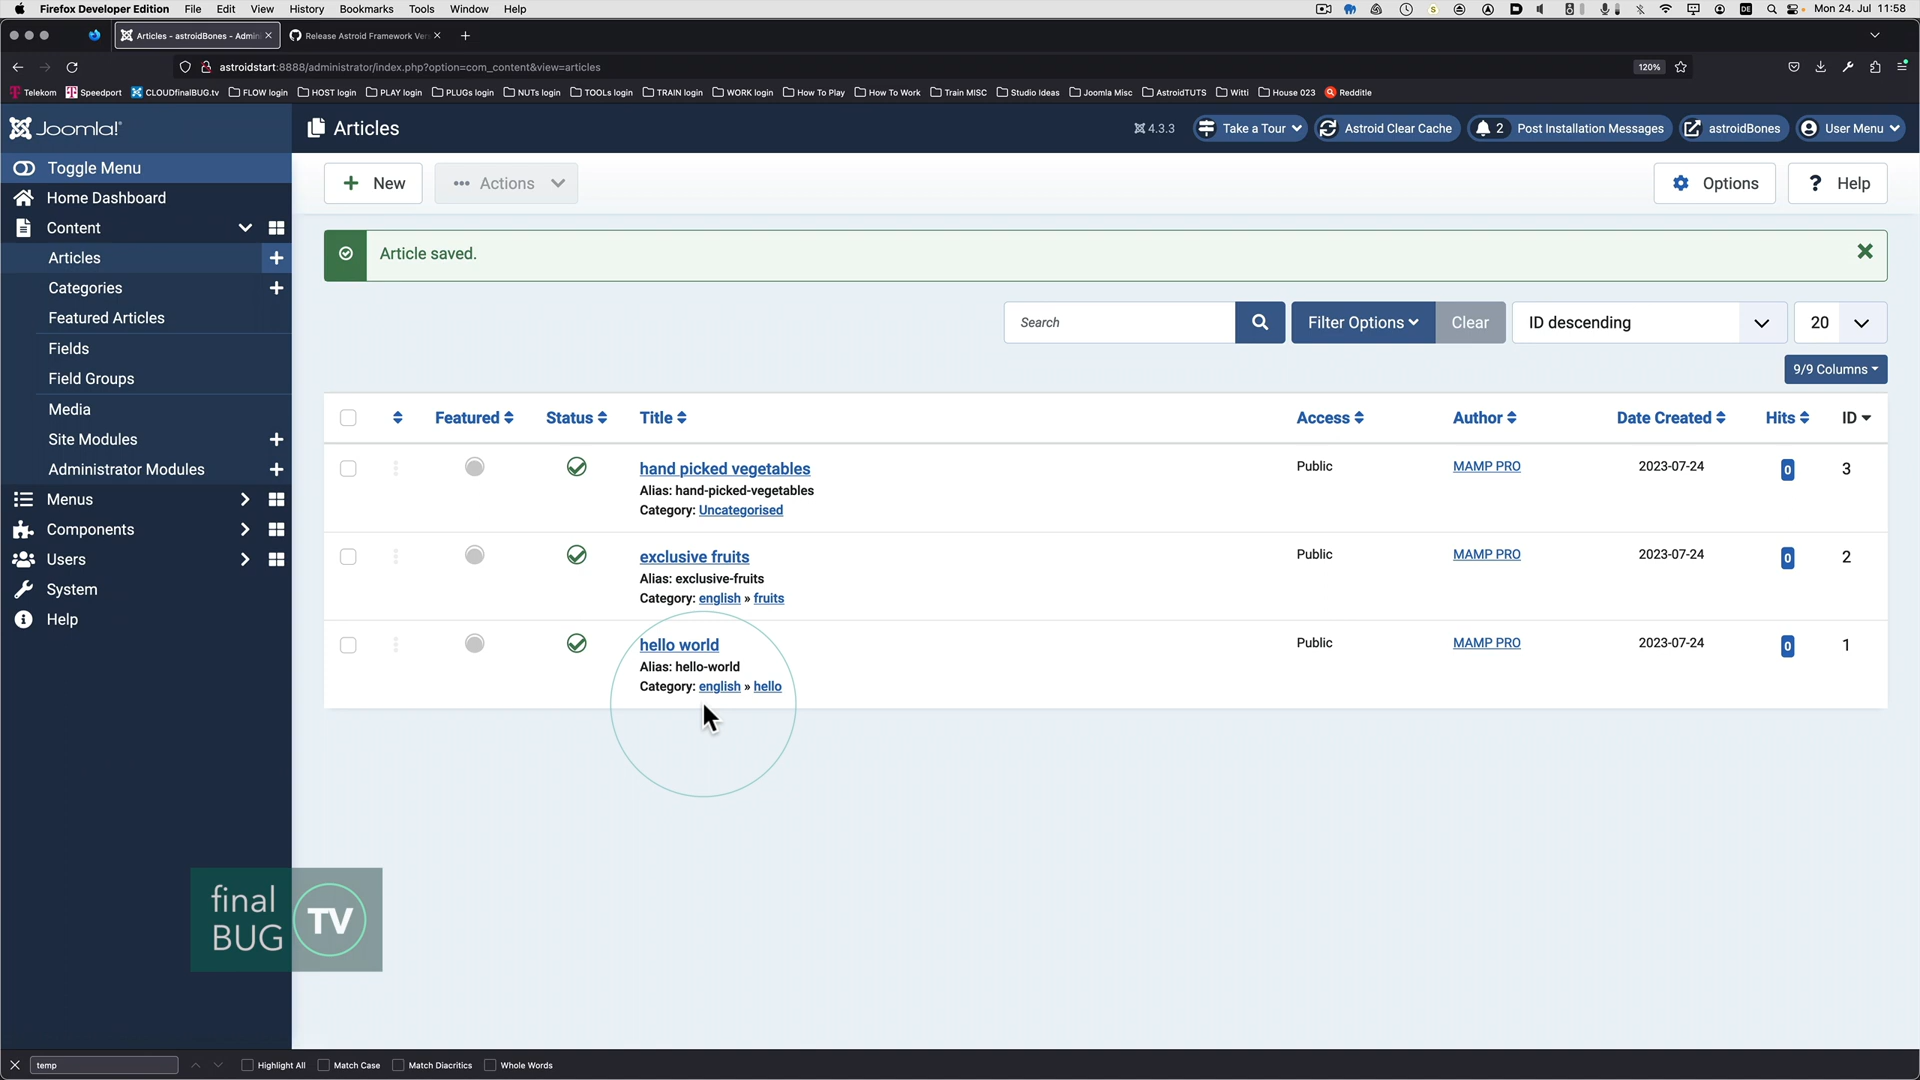 Firefox Developer Edition File Edit View History Bookmarks Tools Window Help
S DE Mon 24. Jul 11:58
Articles - astroidBones - Admin
Release Astroid Framework Ver
astroidstart:8888/administrator/index.php?option=com_content&view=articles
120%
Telekom Speedport CLOUDfinalBUG.tv FLOW login HOST login PLAY login PLUGs login NUTs login TOOLs login TRAIN login WORK login How To Play How To Work Train MISC Studio Ideas Joomla Misc AstroidTUTS Witti House 023 Redditle
Joomla!
Articles
4.3.3
Take a Tour
Astroid Clear Cache
2 Post Installation Messages
astroidBones
User Menu
Toggle Menu
Home Dashboard
Content
Articles
Categories
Featured Articles
Fields
Field Groups
Media
Site Modules
Administrator Modules
Menus
Components
Users
System
Help
New
Actions
Options
Help
Article saved.
Search
Filter Options
Clear
ID descending
20
9/9 Columns
Featured Status Title Access Author Date Created Hits ID
hand picked vegetables
Alias: hand-picked-vegetables
Category: Uncategorised
Public MAMP PRO 2023-07-24 0 3
exclusive fruits
Alias: exclusive-fruits
Category: english » fruits
Public MAMP PRO 2023-07-24 0 2
hello world
Alias: hello-world
Category: english » hello
Public MAMP PRO 2023-07-24 0 1
final
BUG
TV
temp
Highlight All Match Case Match Diacritics Whole Words